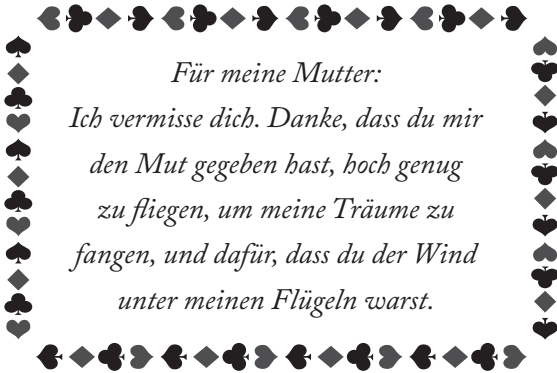 Für meine Mutter:
Ich vermisse dich. Danke, dass du mir
den Mut gegeben hast, hoch genug
zu fliegen, um meine Träume zu
fangen, und dafür, dass du der Wind
unter meinen Flügeln warst.